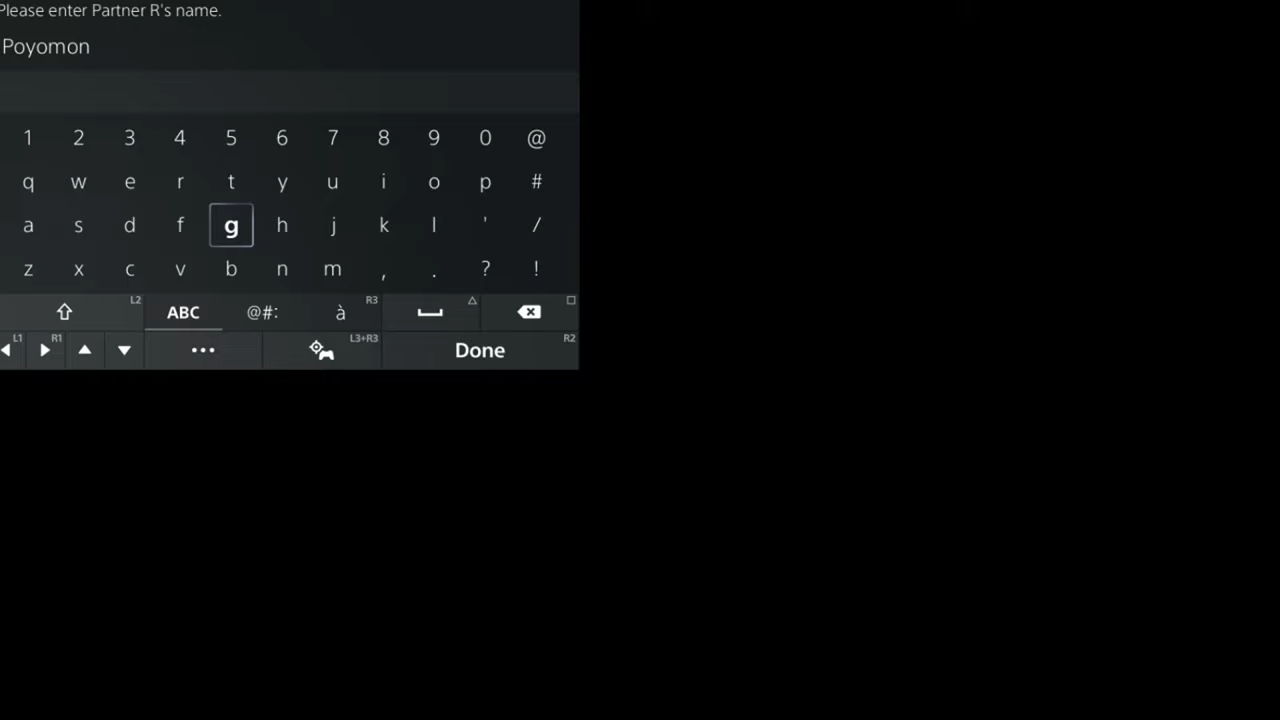 Please enter Partner R's name.
Poyomon
1 2 3 4 5 6 7 8 9 0 @
q w e r t y u i o p #
a s d f g h j k l ' /
z x c v b n m , . ? !
L2 ABC @#: à R3 △ □
L1 R1 ... L3+R3 Done R2